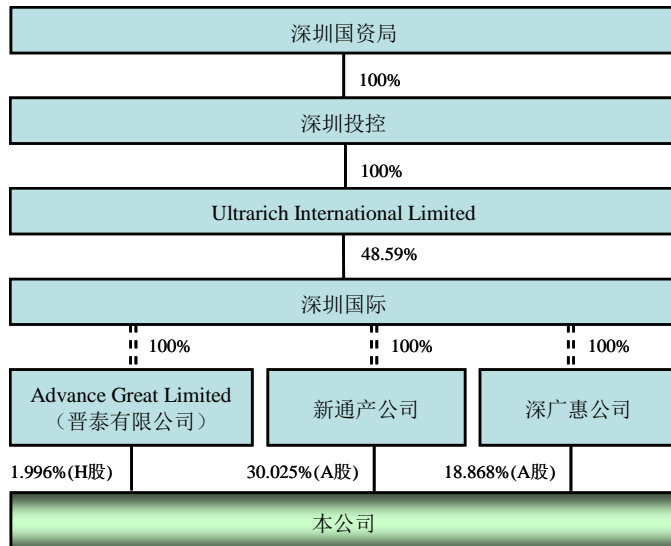 深圳国资局
100%
深圳投控
100%
Ultrarich International Limited
48.59%
深圳国际
100%
100%
100%
Advance Great Limited
（晋泰有限公司）
新通产公司
深广惠公司
1.996%(H股)
30.025%(A股)
18.868%(A股)
本公司